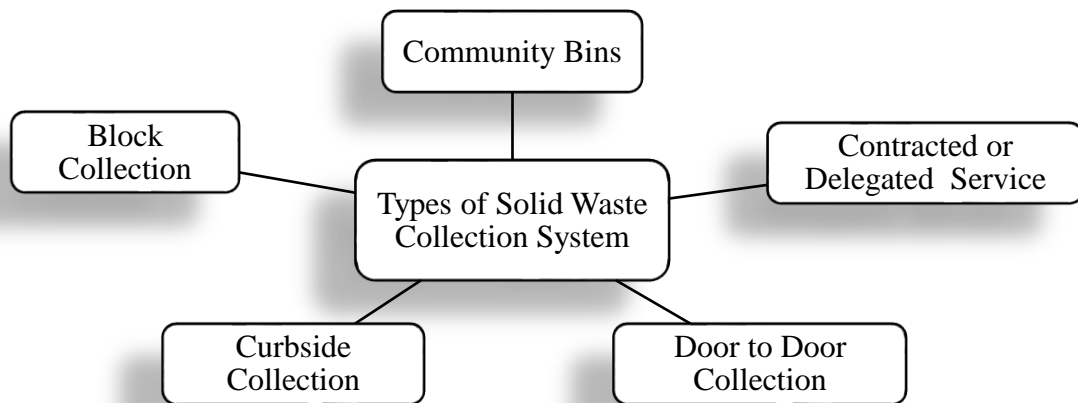 Community Bins
Block
Collection
Contracted or
Delegated Service
Types of Solid Waste
Collection System
Curbside
Collection
Door to Door
Collection